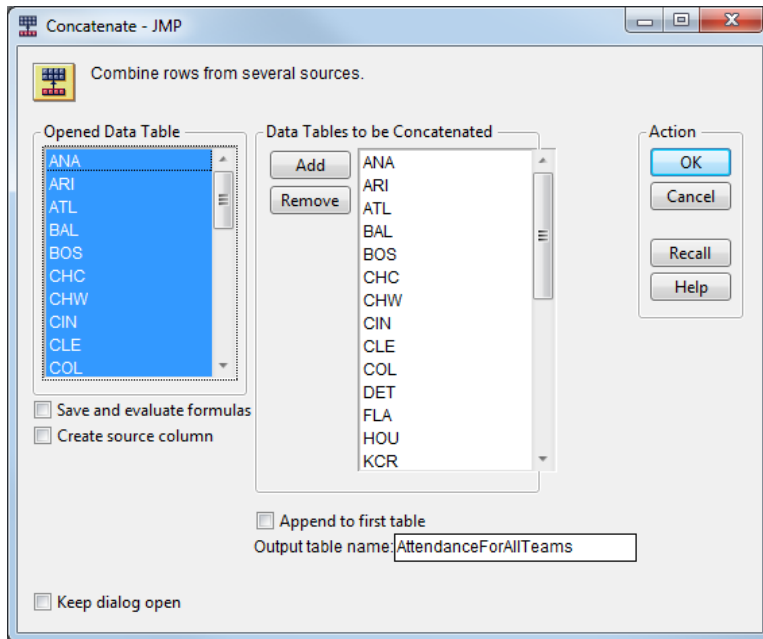 Concatenate - JMP
Combine rows from several sources.
Opened Data Table
ANA
ARI
ATL
BAL
BOS
CHC
CHW
CIN
CLE
COL
Save and evaluate formulas
Create source column
Data Tables to be Concatenated
Add
Remove
ANA
ARI
ATL
BAL
BOS
CHC
CHW
CIN
CLE
COL
DET
FLA
HOU
KCR
Append to first table
Output table name: AttendanceForAllTeams
Action
OK
Cancel
Recall
Help
Keep dialog open